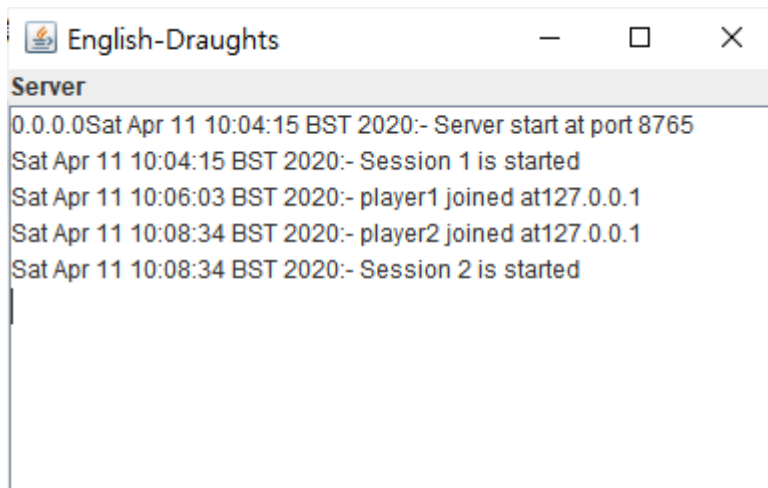 English-Draughts
Server
0.0.0.0Sat Apr 11 10:04:15 BST 2020:- Server start at port 8765
Sat Apr 11 10:04:15 BST 2020:- Session 1 is started
Sat Apr 11 10:06:03 BST 2020:- player1 joined at127.0.0.1
Sat Apr 11 10:08:34 BST 2020:- player2 joined at127.0.0.1
Sat Apr 11 10:08:34 BST 2020:- Session 2 is started